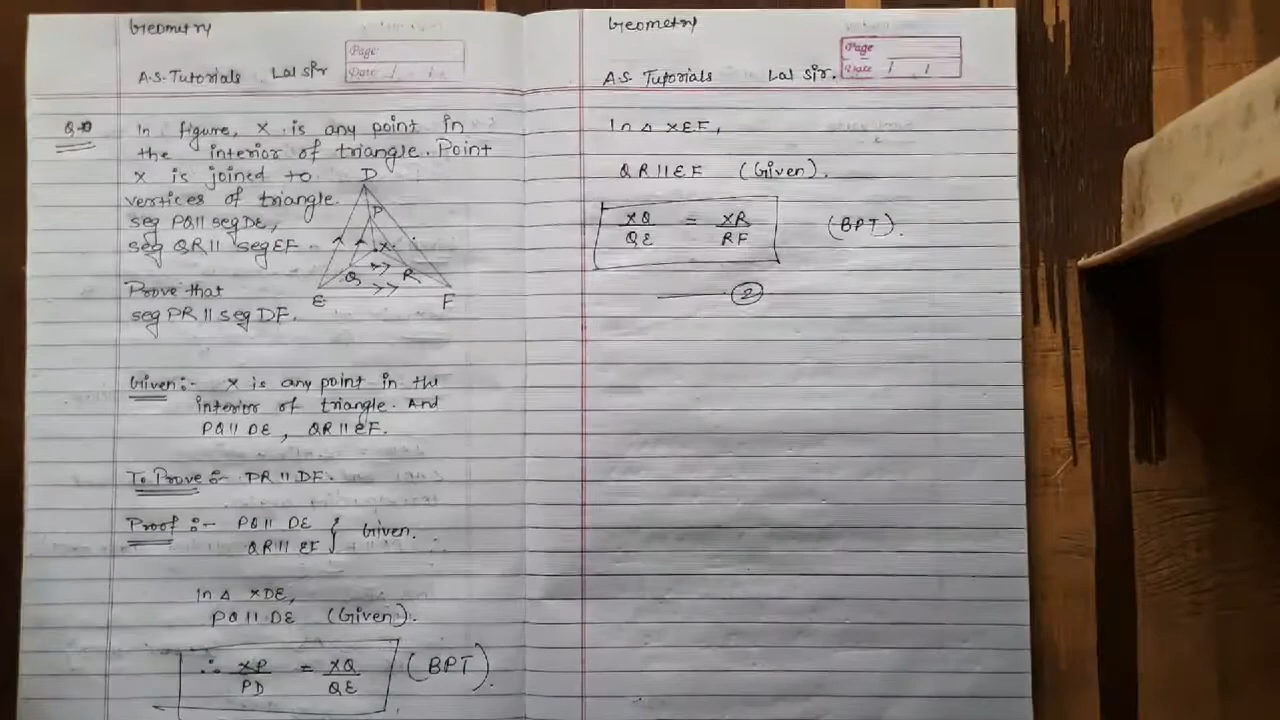 Geometry
Page:
Date / /
A.S. Tutorials Lal sir
In figure, X is any point in
the interior of triangle. Point
X is joined to
vertices of triangle.
seg PQ || seg DE,
seg QR || seg EF.
Prove that
seg PR || seg DF.
D
P
X
Q
R
E
F
Given :- X is any point in the
interior of triangle. And
PQ || DE, QR || EF.
To Prove :- PR || DF.
Proof :- PQ || DE
QR || EF } Given.
In △ XDE,
PQ || DE (Given).
∴ XP/PD = XQ/QE (BPT).
Geometry
Page
Date / /
A.S. Tutorials Lal sir.
In △ XEF,
QR || EF (Given).
XQ/QE = XR/RF (BPT).
②